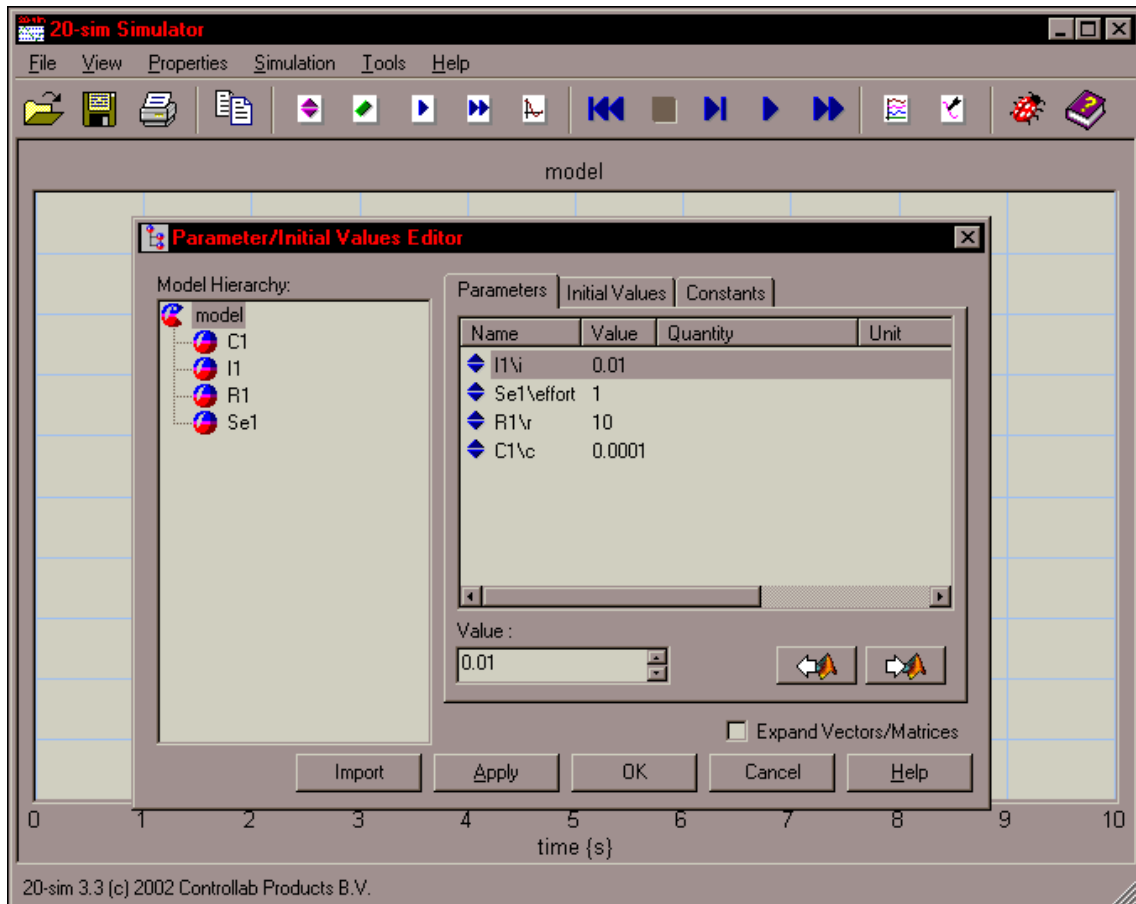 20-sim Simulator
File View Properties Simulation Tools Help
model
Parameter/Initial Values Editor
Model Hierarchy:
model
C1
I1
R1
Se1
Parameters Initial Values Constants
Name Value Quantity Unit
I1\i 0.01
Se1\effort 1
R1\r 10
C1\c 0.0001
Value :
0.01
Expand Vectors/Matrices
Import Apply OK Cancel Help
0 1 2 3 4 5 6 7 8 9 10
time {s}
20-sim 3.3 (c) 2002 Controllab Products B.V.